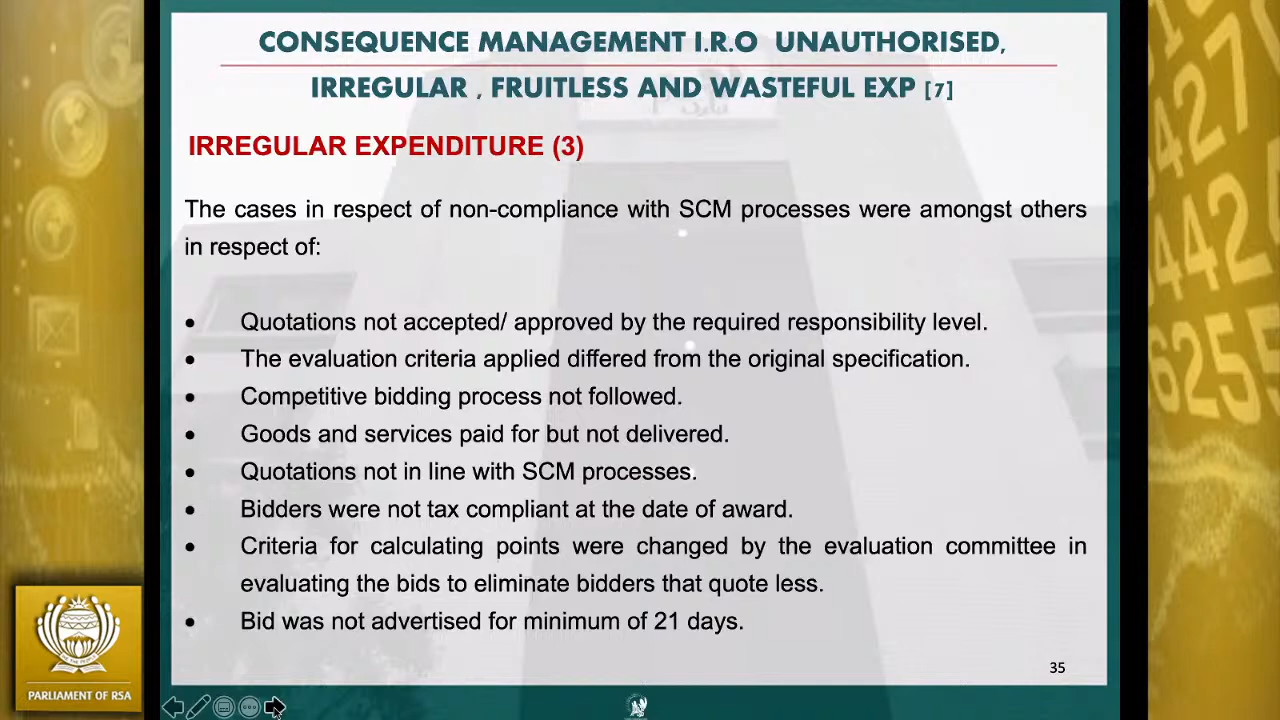 CONSEQUENCE MANAGEMENT I.R.O UNAUTHORISED,
IRREGULAR , FRUITLESS AND WASTEFUL EXP [7]
IRREGULAR EXPENDITURE (3)
The cases in respect of non-compliance with SCM processes were amongst others
in respect of:
• Quotations not accepted/ approved by the required responsibility level.
• The evaluation criteria applied differed from the original specification.
• Competitive bidding process not followed.
• Goods and services paid for but not delivered.
• Quotations not in line with SCM processes.
• Bidders were not tax compliant at the date of award.
• Criteria for calculating points were changed by the evaluation committee in
evaluating the bids to eliminate bidders that quote less.
• Bid was not advertised for minimum of 21 days.
35
PARLIAMENT OF RSA